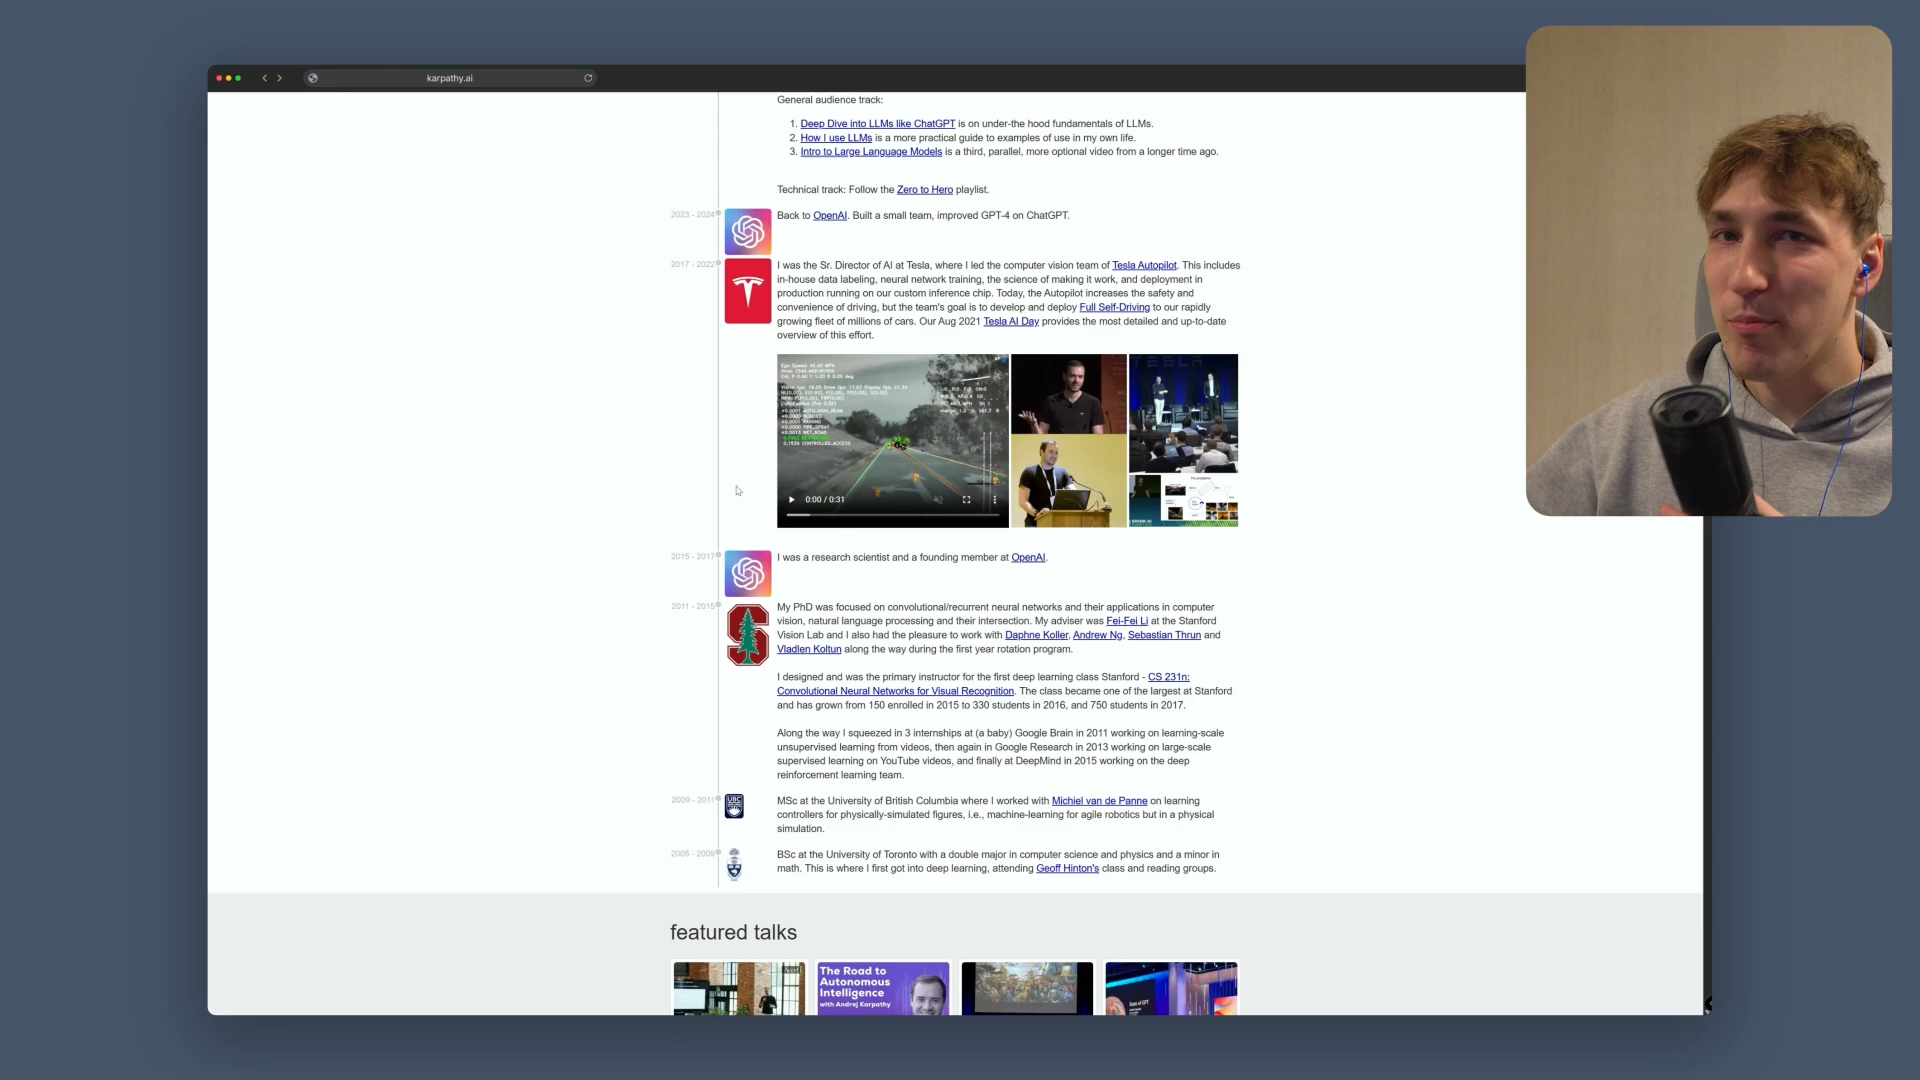 karpathy.ai
General audience track:
1. Deep Dive into LLMs like ChatGPT is on under-the hood fundamentals of LLMs.
2. How I use LLMs is a more practical guide to examples of use in my own life.
3. Intro to Large Language Models is a third, parallel, more optional video from a longer time ago.
Technical track: Follow the Zero to Hero playlist.
2023 - 2024
Back to OpenAI. Built a small team, improved GPT-4 on ChatGPT.
2017 - 2022
I was the Sr. Director of AI at Tesla, where I led the computer vision team of Tesla Autopilot. This includes
in-house data labeling, neural network training, the science of making it work, and deployment in
production running on our custom inference chip. Today, the Autopilot increases the safety and
convenience of driving, but the team's goal is to develop and deploy Full Self-Driving to our rapidly
growing fleet of millions of cars. Our Aug 2021 Tesla AI Day provides the most detailed and up-to-date
overview of this effort.
0:00 / 0:31
2015 - 2017
I was a research scientist and a founding member at OpenAI.
2011 - 2015
My PhD was focused on convolutional/recurrent neural networks and their applications in computer
vision, natural language processing and their intersection. My adviser was Fei-Fei Li at the Stanford
Vision Lab and I also had the pleasure to work with Daphne Koller, Andrew Ng, Sebastian Thrun and
Vladlen Koltun along the way during the first year rotation program.
I designed and was the primary instructor for the first deep learning class Stanford - CS 231n:
Convolutional Neural Networks for Visual Recognition. The class became one of the largest at Stanford
and has grown from 150 enrolled in 2015 to 330 students in 2016, and 750 students in 2017.
Along the way I squeezed in 3 internships at (a baby) Google Brain in 2011 working on learning-scale
unsupervised learning from videos, then again in Google Research in 2013 working on large-scale
supervised learning on YouTube videos, and finally at DeepMind in 2015 working on the deep
reinforcement learning team.
2009 - 2011
UBC
MSc at the University of British Columbia where I worked with Michiel van de Panne on learning
controllers for physically-simulated figures, i.e., machine-learning for agile robotics but in a physical
simulation.
2005 - 2009
BSc at the University of Toronto with a double major in computer science and physics and a minor in
math. This is where I first got into deep learning, attending Geoff Hinton's class and reading groups.
featured talks
The Road to
Autonomous
Intelligence
with Andrej Karpathy
State of GPT